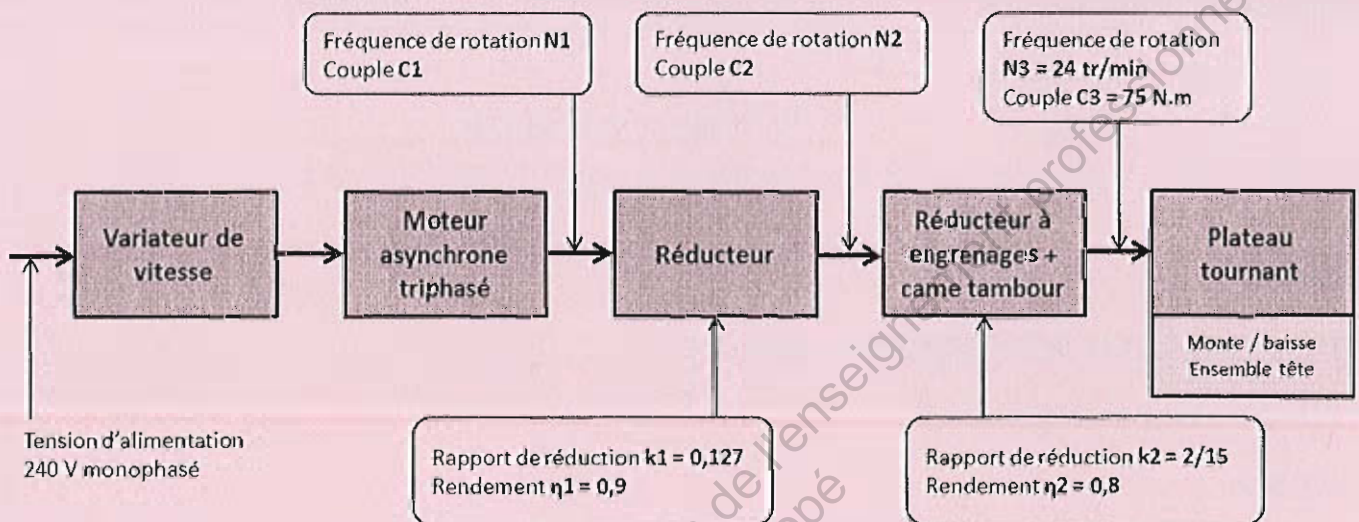 Fréquence de rotation N1
Couple C1
Fréquence de rotation N2
Couple C2
Fréquence de rotation
N3 = 24 tr/min
Couple C3 = 75 N.m
Variateur de
vitesse
Moteur
asynchrone
triphasé
Réducteur
Réducteur à
engrenages +
came tambour
Plateau
tournant
Monte / baisse
Ensemble tête
Tension d'alimentation
240 V monophasé
Rapport de réduction k1 = 0,127
Rendement η1 = 0,9
Rapport de réduction k2 = 2/15
Rendement η2 = 0,8
de l'enseignement professionnel